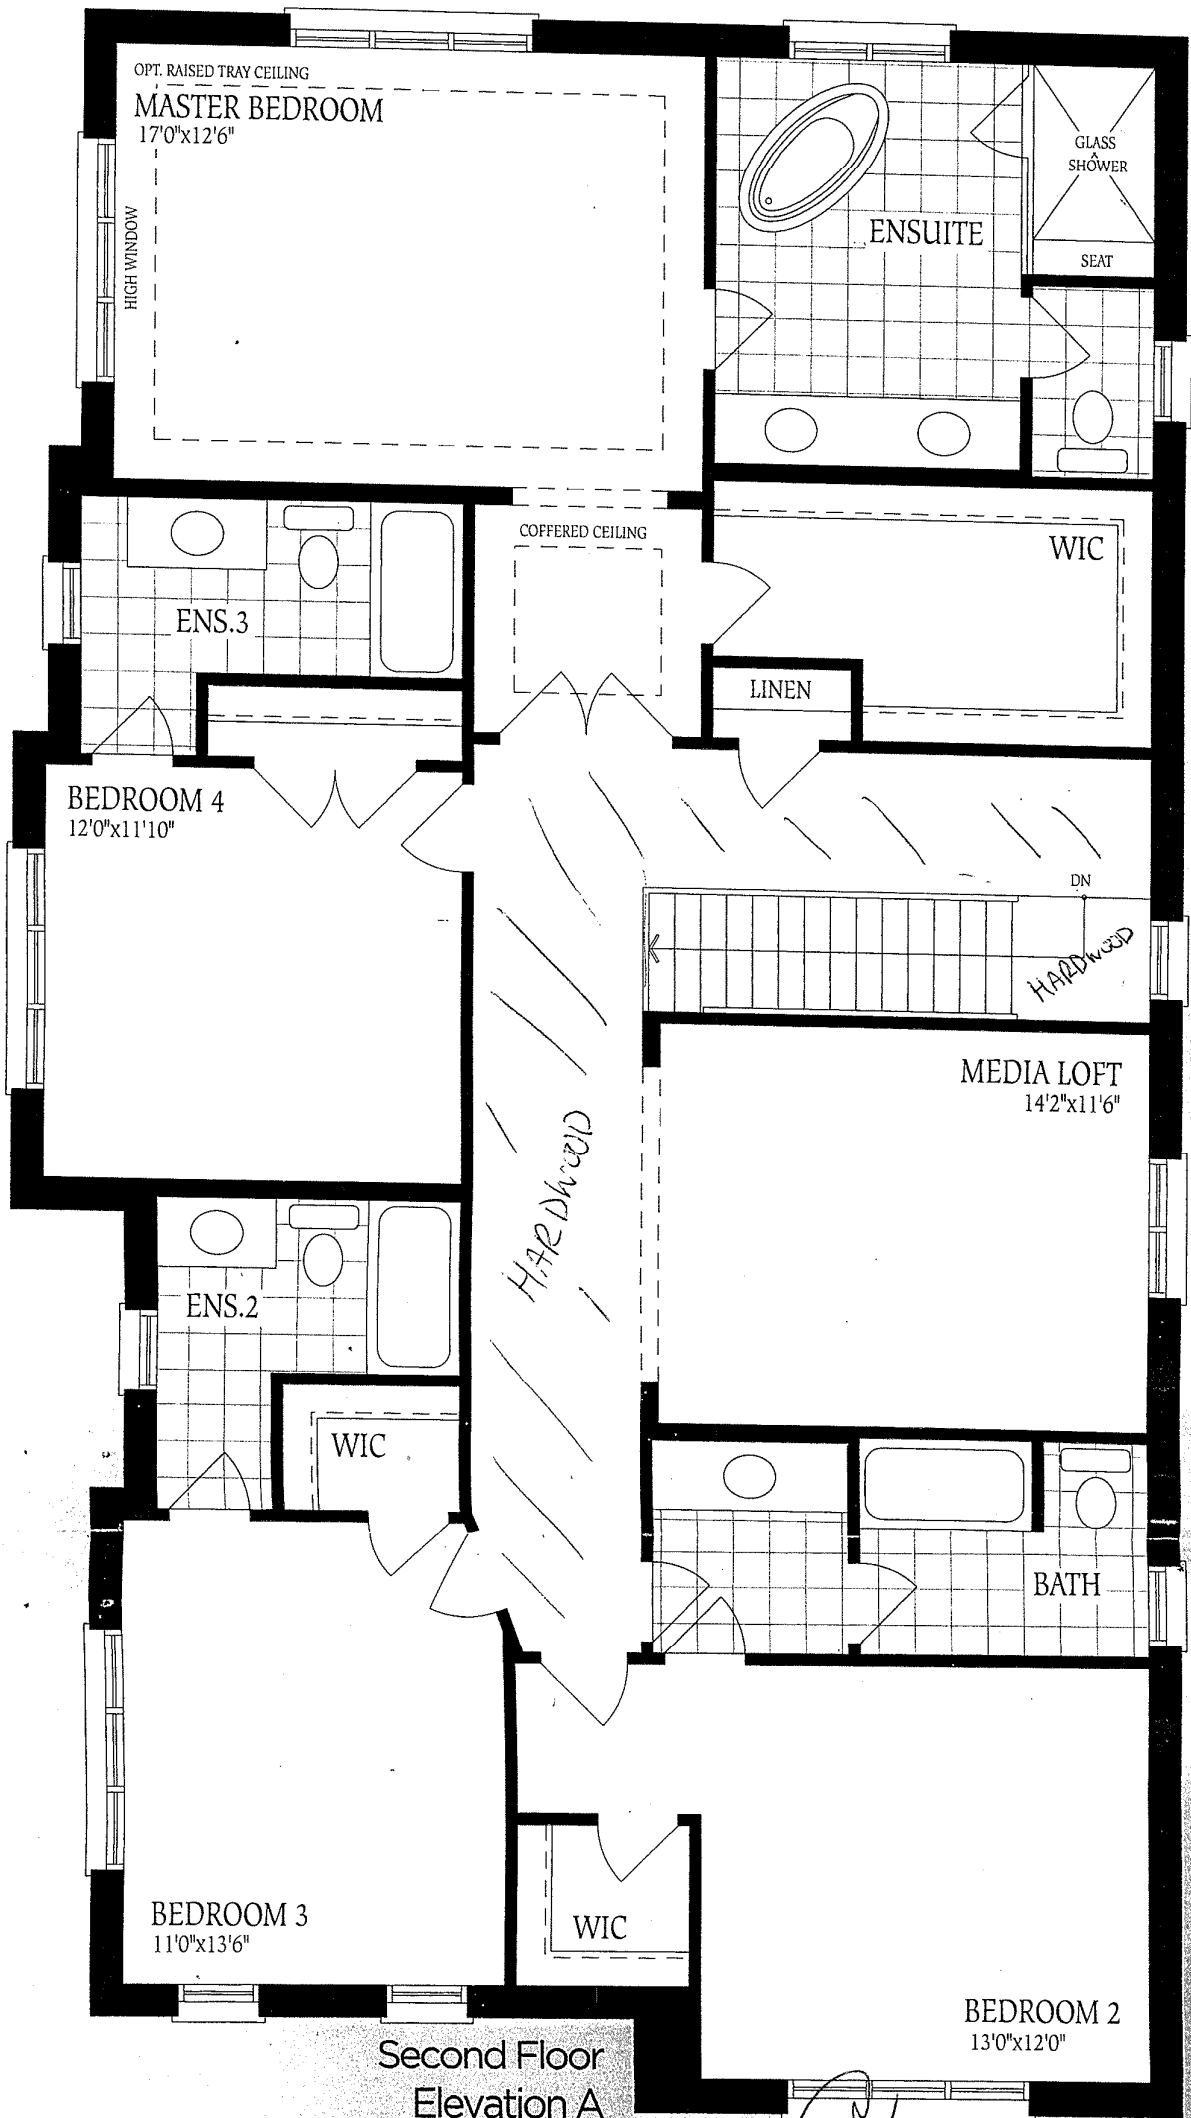 OPT. RAISED TRAY CEILING
MASTER BEDROOM
17'0"x12'6"
HIGH WINDOW
GLASS
SHOWER
ENSUITE
SEAT
COFFERED CEILING
WIC
ENS.3
LINEN
BEDROOM 4
12'0"x11'10"
DN
HARDWOOD
MEDIA LOFT
14'2"x11'6"
HARDWOOD
ENS.2
WIC
BATH
BEDROOM 3
11'0"x13'6"
WIC
BEDROOM 2
13'0"x12'0"
Second Floor
Elevation A